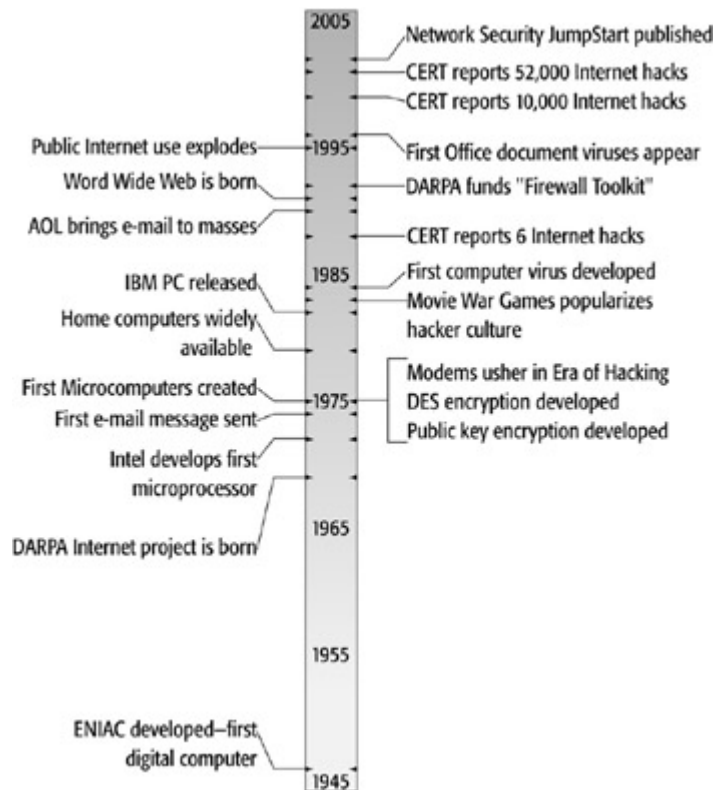 2005
Network Security JumpStart published
CERT reports 52,000 Internet hacks
CERT reports 10,000 Internet hacks
Public Internet use explodes
1995
First Office document viruses appear
Word Wide Web is born
DARPA funds "Firewall Toolkit"
AOL brings e-mail to masses
CERT reports 6 Internet hacks
1985
First computer virus developed
IBM PC released
Movie War Games popularizes
hacker culture
Home computers widely
available
Modems usher in Era of Hacking
First Microcomputers created
1975
DES encryption developed
First e-mail message sent
Public key encryption developed
Intel develops first
microprocessor
1965
DARPA Internet project is born
1955
ENIAC developed–first
digital computer
1945